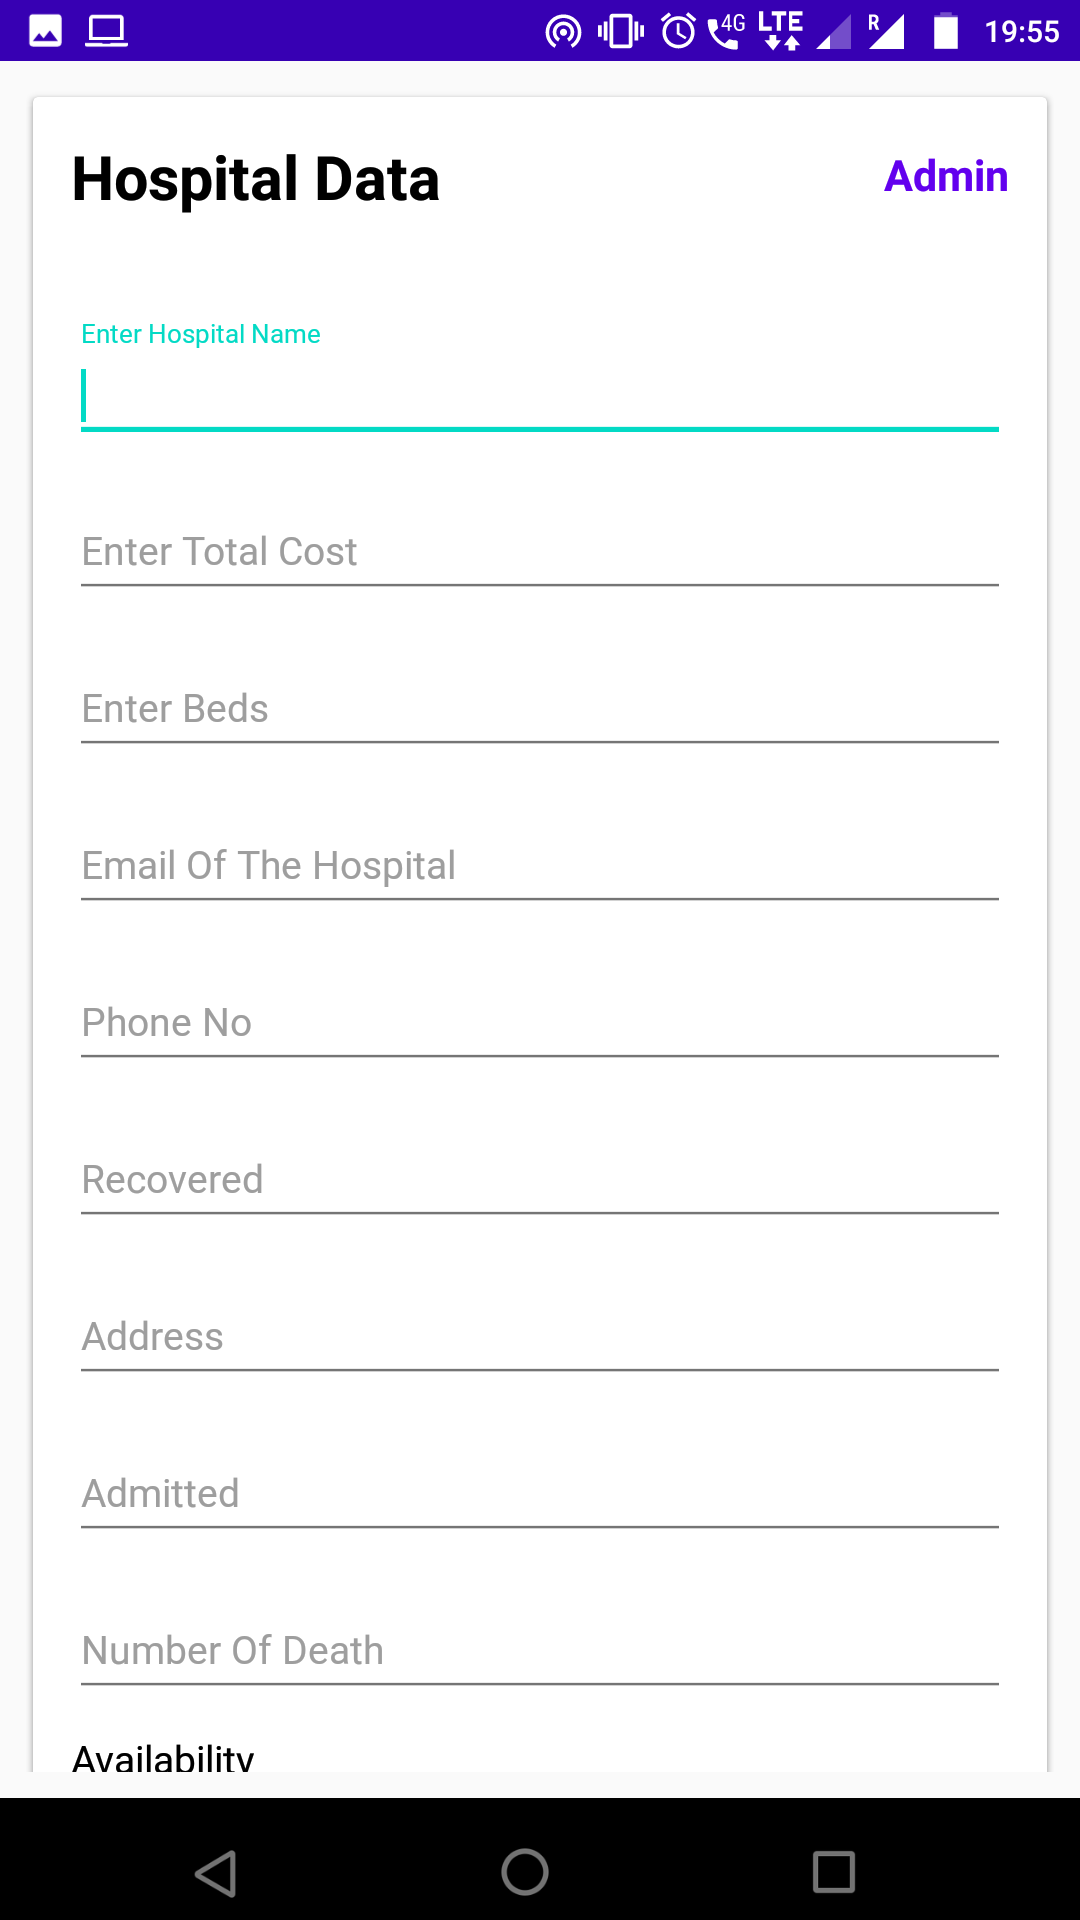 4G LTE R 19:55
Hospital Data Admin
Enter Hospital Name
Enter Total Cost
Enter Beds
Email Of The Hospital
Phone No
Recovered
Address
Admitted
Number Of Death
Availability